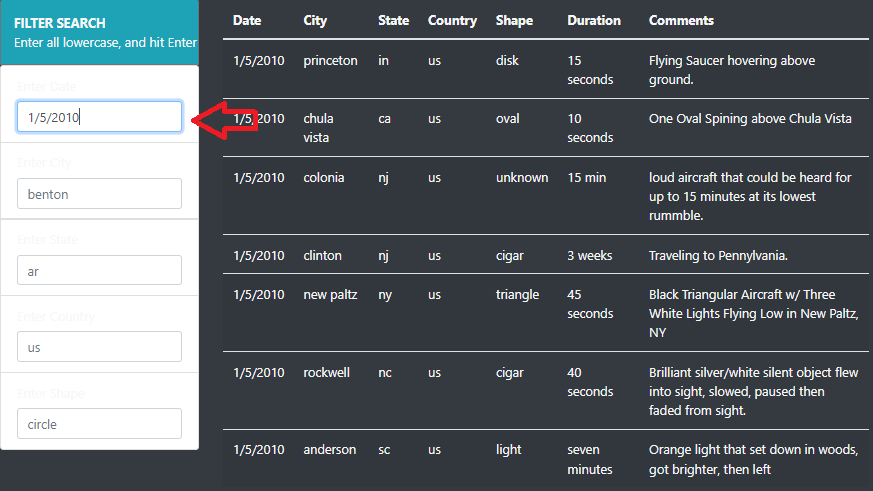 FILTER SEARCH
Enter all lowercase, and hit Enter
Enter Date
1/5/2010
Enter City
benton
Enter State
ar
Enter Country
us
Enter Shape
circle
Date City State Country Shape Duration Comments
1/5/2010 princeton in us disk 15 Flying Saucer hovering above
seconds ground.
1/5/2010 chula ca us oval 10 One Oval Spining above Chula Vista
vista seconds
1/5/2010 colonia nj us unknown 15 min loud aircraft that could be heard for
up to 15 minutes at its lowest
rummble.
1/5/2010 clinton nj us cigar 3 weeks Traveling to Pennylvania.
1/5/2010 new paltz ny us triangle 45 Black Triangular Aircraft w/ Three
seconds White Lights Flying Low in New Paltz,
NY
1/5/2010 rockwell nc us cigar 40 Brilliant silver/white silent object flew
seconds into sight, slowed, paused then
faded from sight.
1/5/2010 anderson sc us light seven Orange light that set down in woods,
minutes got brighter, then left